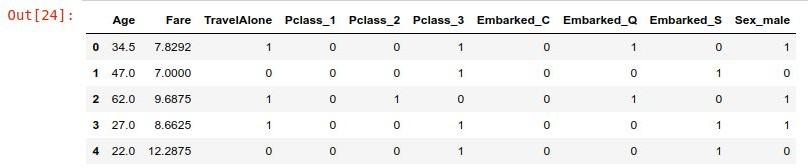 Out[24]:
Age Fare TravelAlone Pclass_1 Pclass_2 Pclass_3 Embarked_C Embarked_Q Embarked_S Sex_male
0 34.5 7.8292 1 0 0 1 0 1 0 1
1 47.0 7.0000 0 0 0 1 0 0 1 0
2 62.0 9.6875 1 0 1 0 0 1 0 1
3 27.0 8.6625 1 0 0 1 0 0 1 1
4 22.0 12.2875 0 0 0 1 0 0 1 0